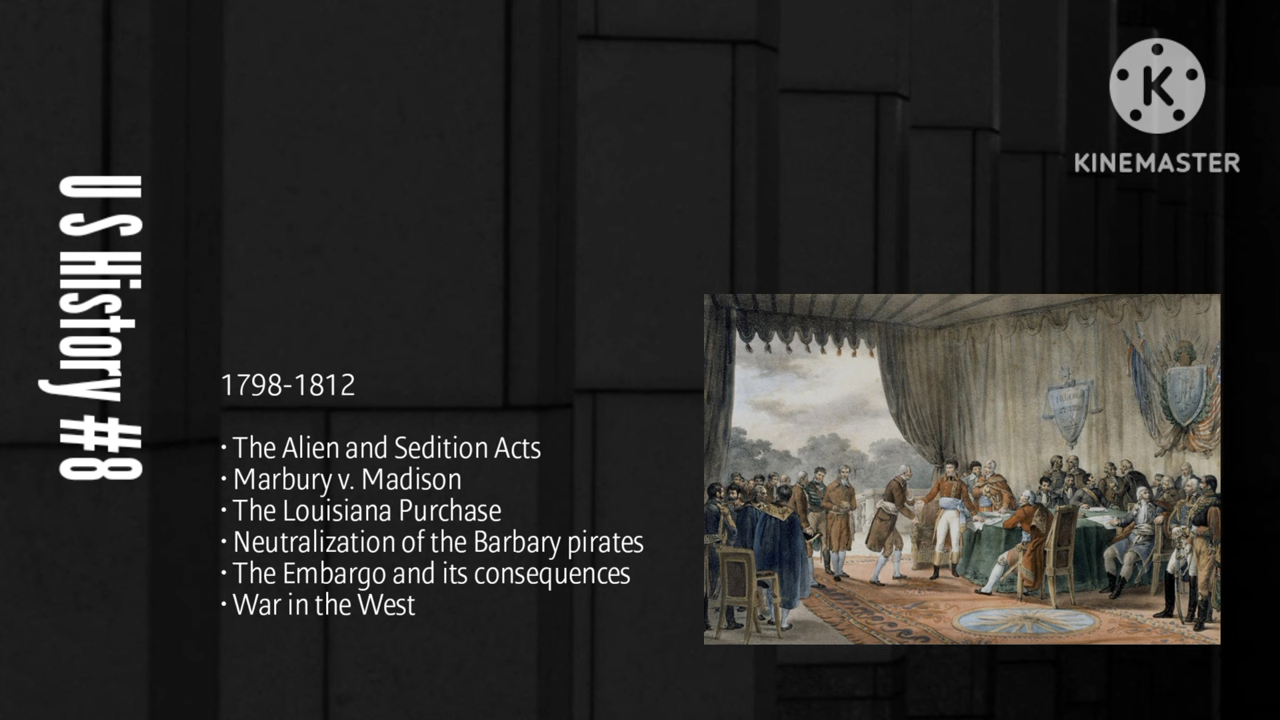 U S History #8
K
KINEMASTER
1798-1812
• The Alien and Sedition Acts
• Marbury v. Madison
• The Louisiana Purchase
• Neutralization of the Barbary pirates
• The Embargo and its consequences
• War in the West